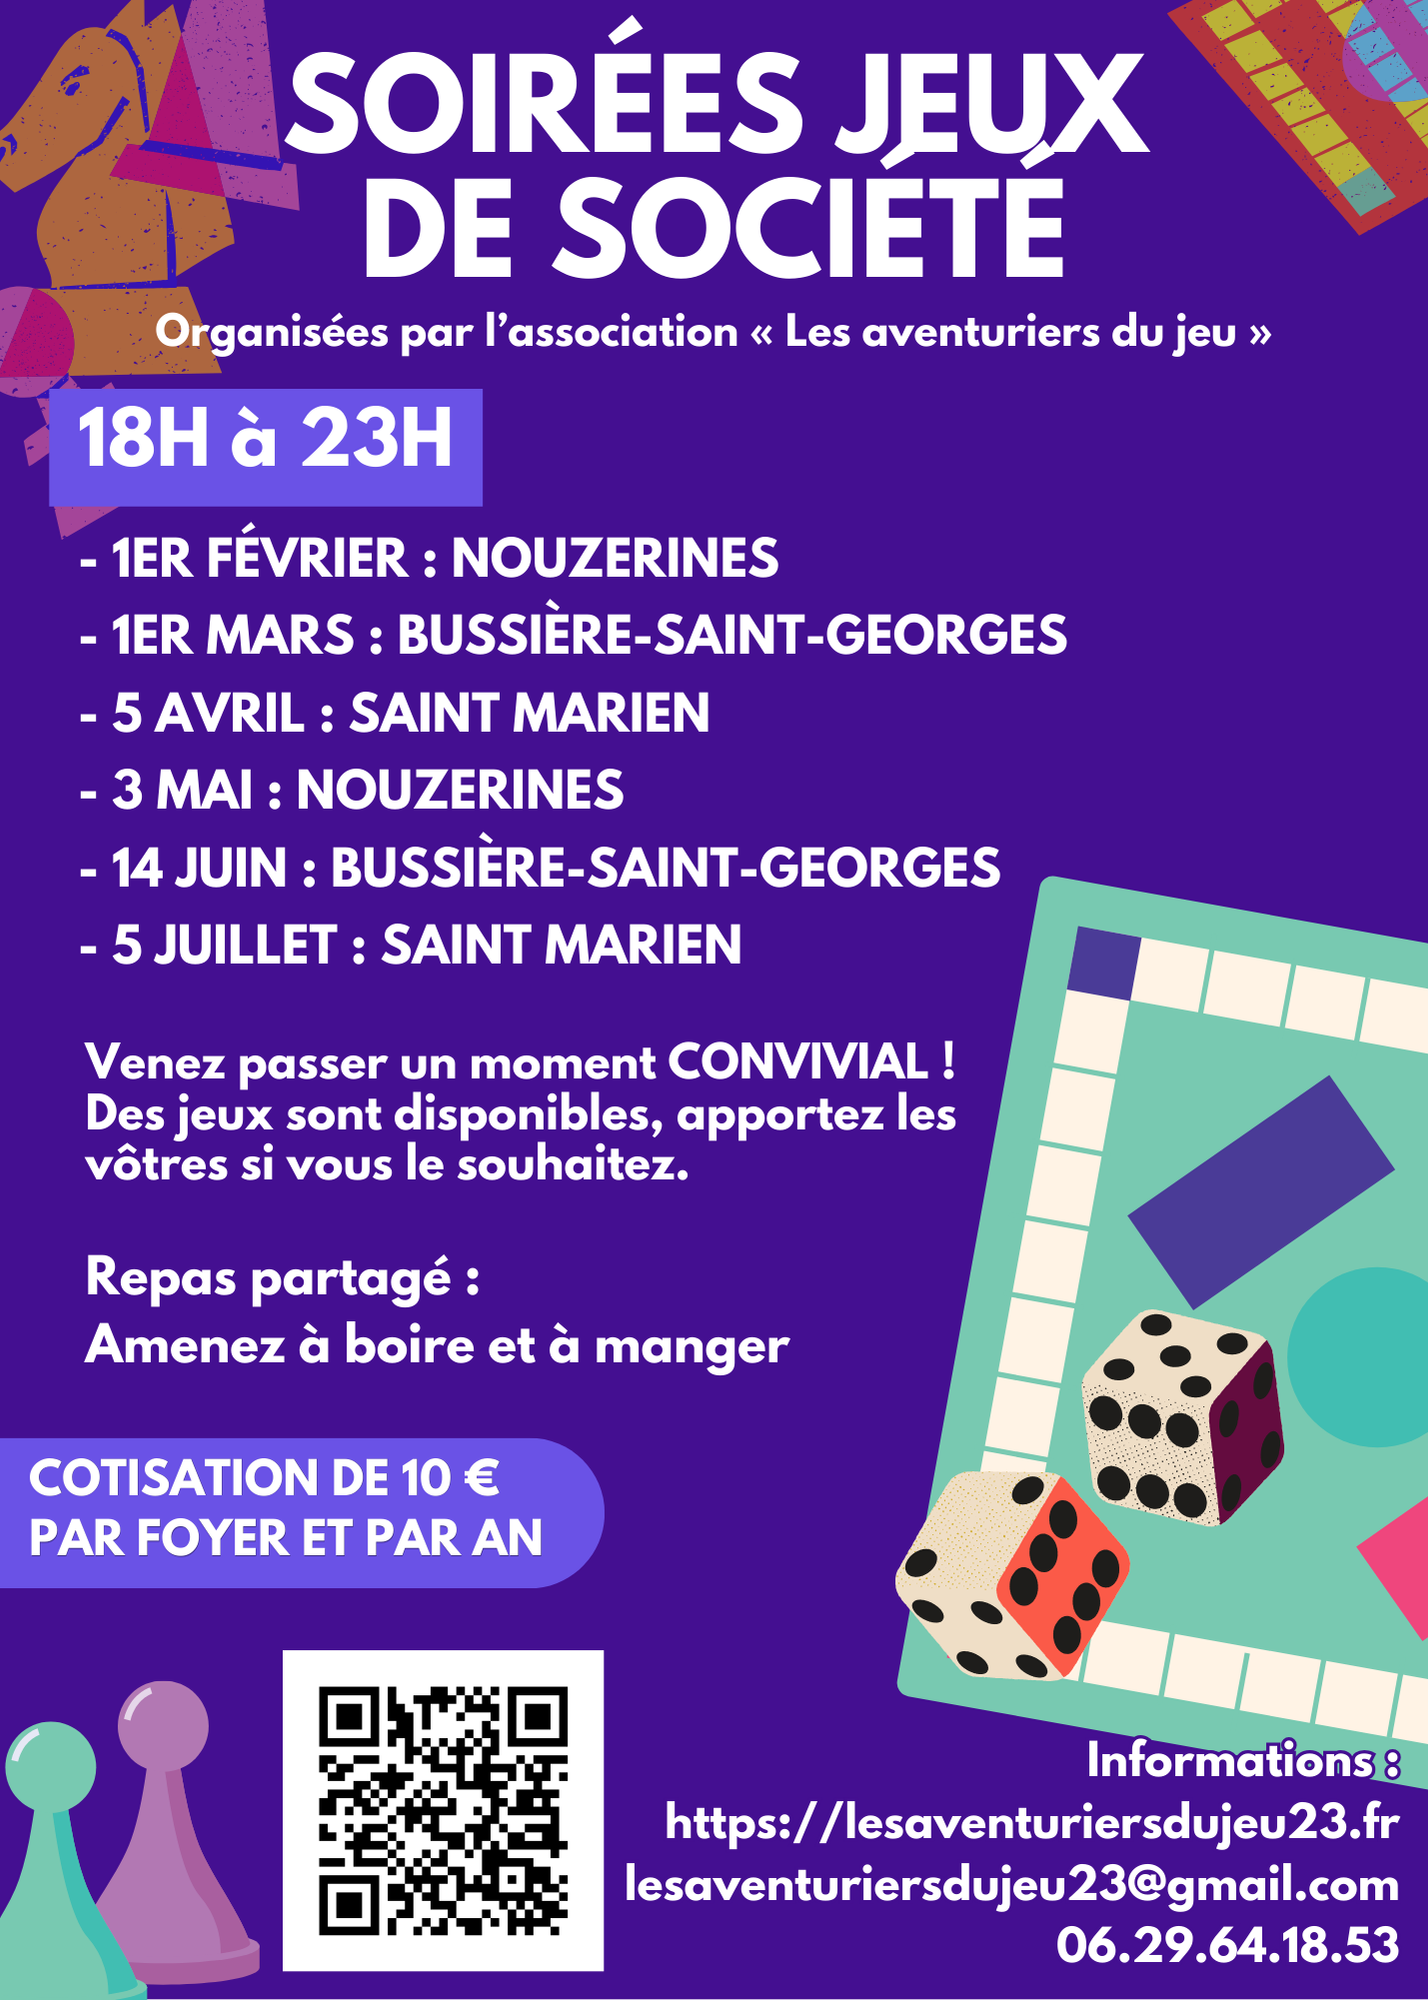 SOIRÉES JEUX
DE SOCIÉTÉ
Organisées par l’association « Les aventuriers du jeu »
18H à 23H
- 1ER FÉVRIER : NOUZERINES
- 1ER MARS : BUSSIÈRE-SAINT-GEORGES
- 5 AVRIL : SAINT MARIEN
- 3 MAI : NOUZERINES
- 14 JUIN : BUSSIÈRE-SAINT-GEORGES
- 5 JUILLET : SAINT MARIEN
Venez passer un moment CONVIVIAL !
Des jeux sont disponibles, apportez les
vôtres si vous le souhaitez.
Repas partagé :
Amenez à boire et à manger
COTISATION DE 10 €
PAR FOYER ET PAR AN
Informations :
https://lesaventuriersdujeu23.fr
lesaventuriersdujeu23@gmail.com
06.29.64.18.53